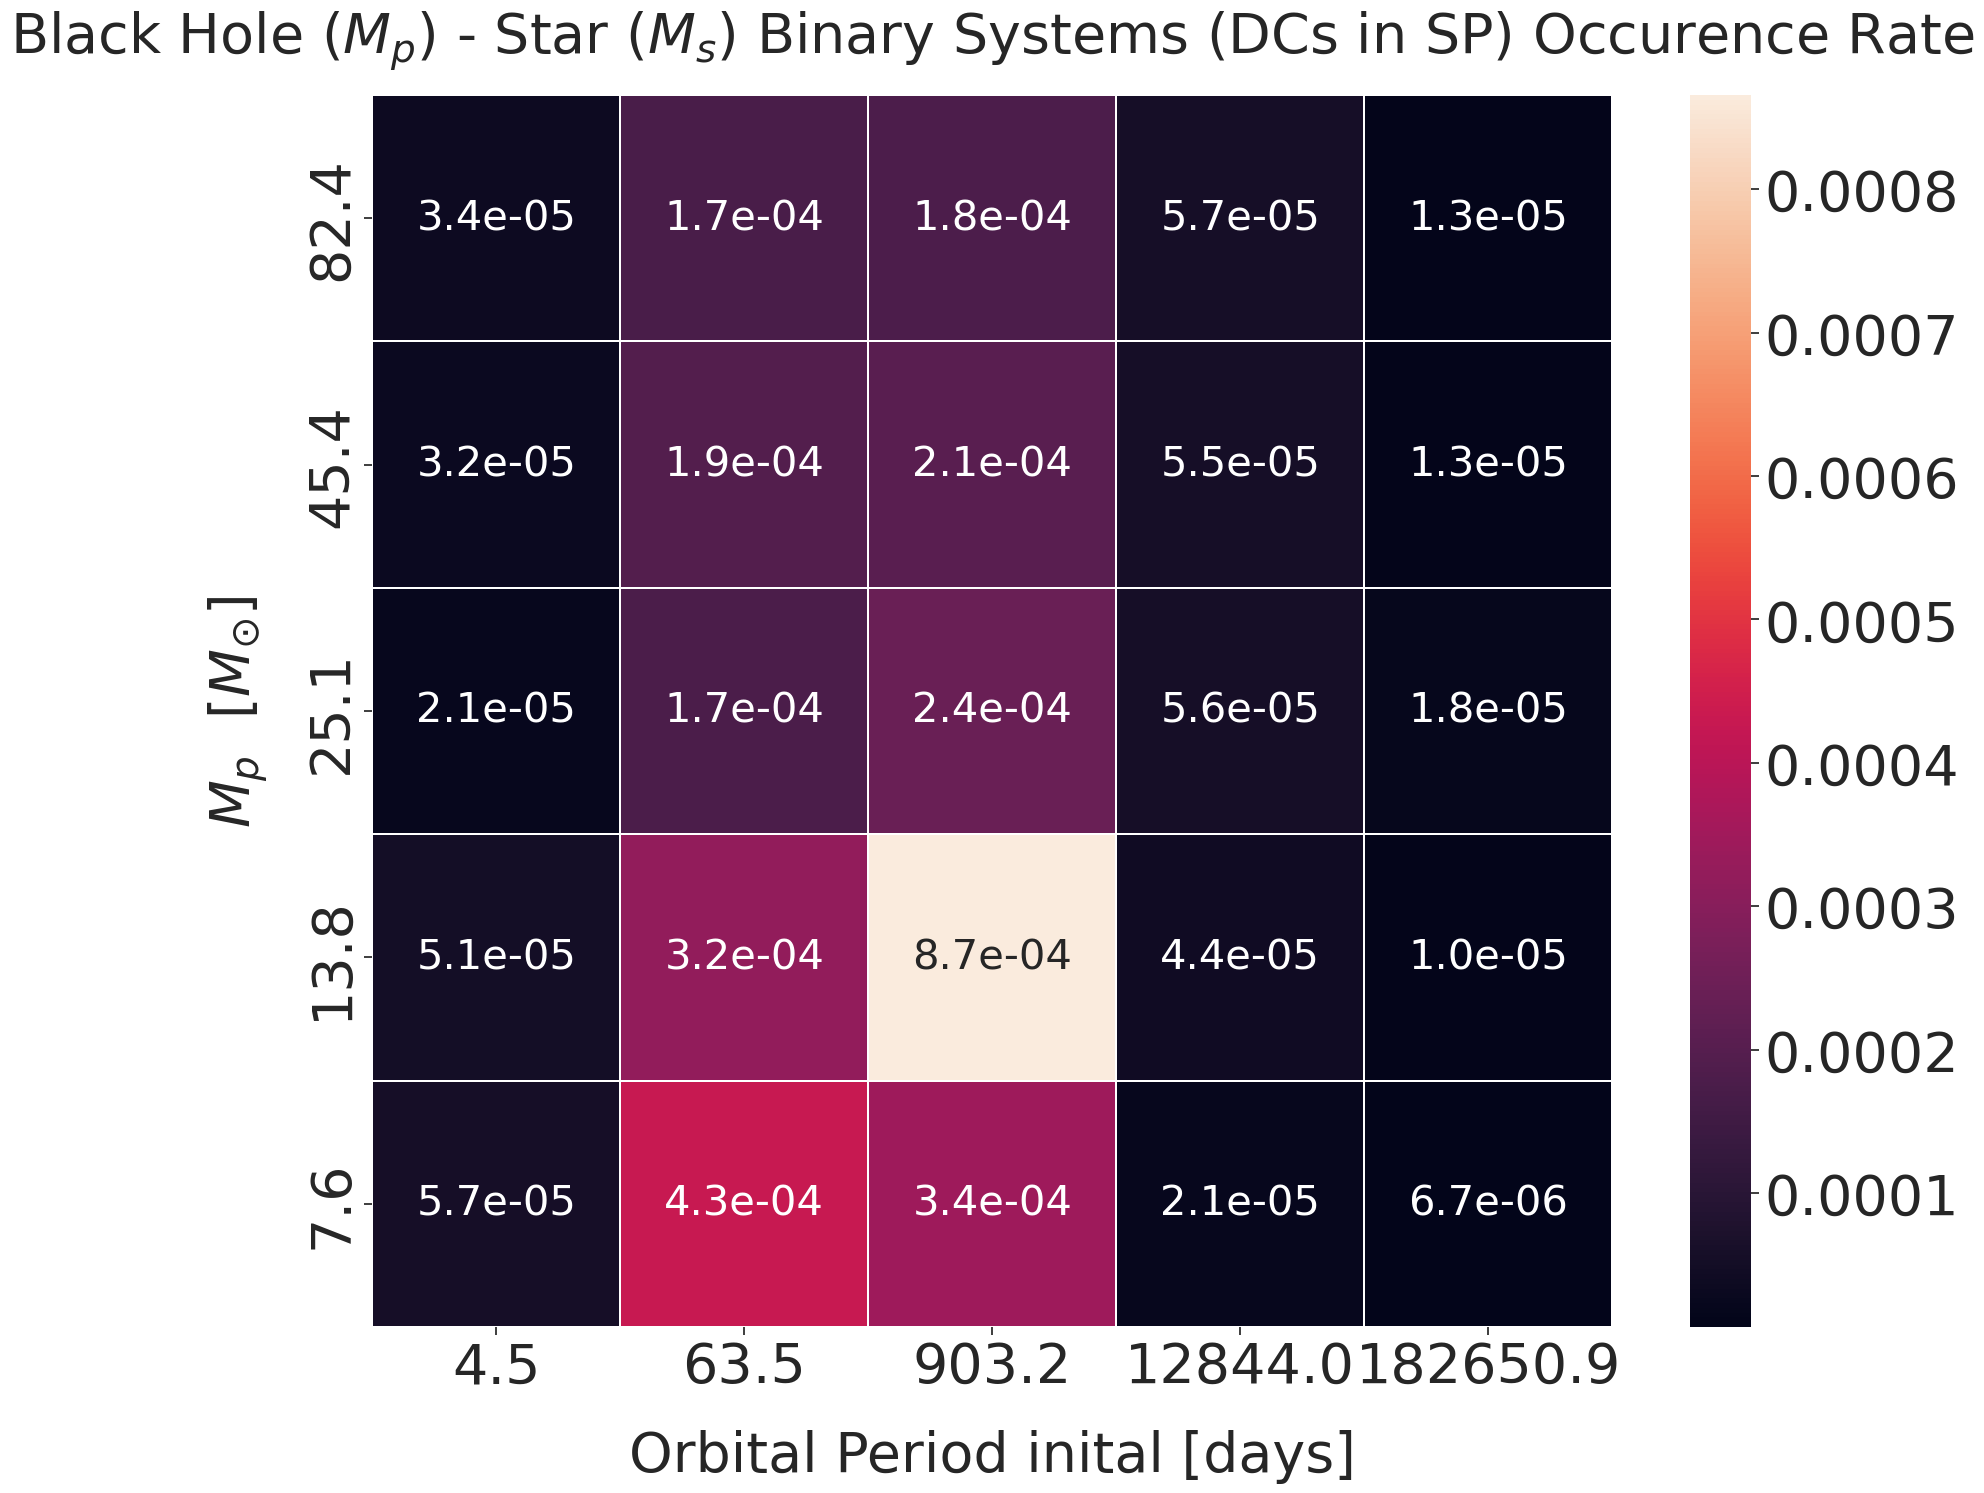 Black Hole (Mₚ) - Star (Mₛ) Binary Systems (DCs in SP) Occurence Rate
82.4 3.4e-05 1.7e-04 1.8e-04 5.7e-05 1.3e-05
45.4 3.2e-05 1.9e-04 2.1e-04 5.5e-05 1.3e-05
25.1 2.1e-05 1.7e-04 2.4e-04 5.6e-05 1.8e-05
13.8 5.1e-05 3.2e-04 8.7e-04 4.4e-05 1.0e-05
7.6 5.7e-05 4.3e-04 3.4e-04 2.1e-05 6.7e-06
Mₚ [M⊙]
4.5 63.5 903.2 12844.0 182650.9
Orbital Period inital [days]
0.0008
0.0007
0.0006
0.0005
0.0004
0.0003
0.0002
0.0001